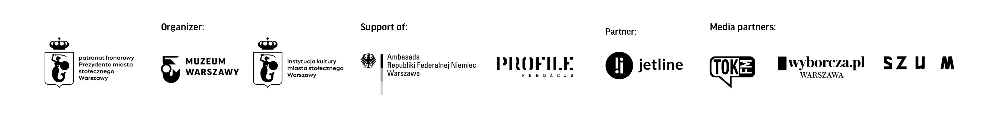 patronat honorowy
Prezydenta miasta
stołecznego
Warszawy
Organizer:
MUZEUM
WARSZAWY
instytucja kultury
miasta stołecznego
Warszawy
Support of:
Ambasada
Republiki Federalnej Niemiec
Warszawa
PROFILE
FUNDACJA
Partner:
jetline
Media partners:
TOK FM
wyborcza.pl
WARSZAWA
SZUM